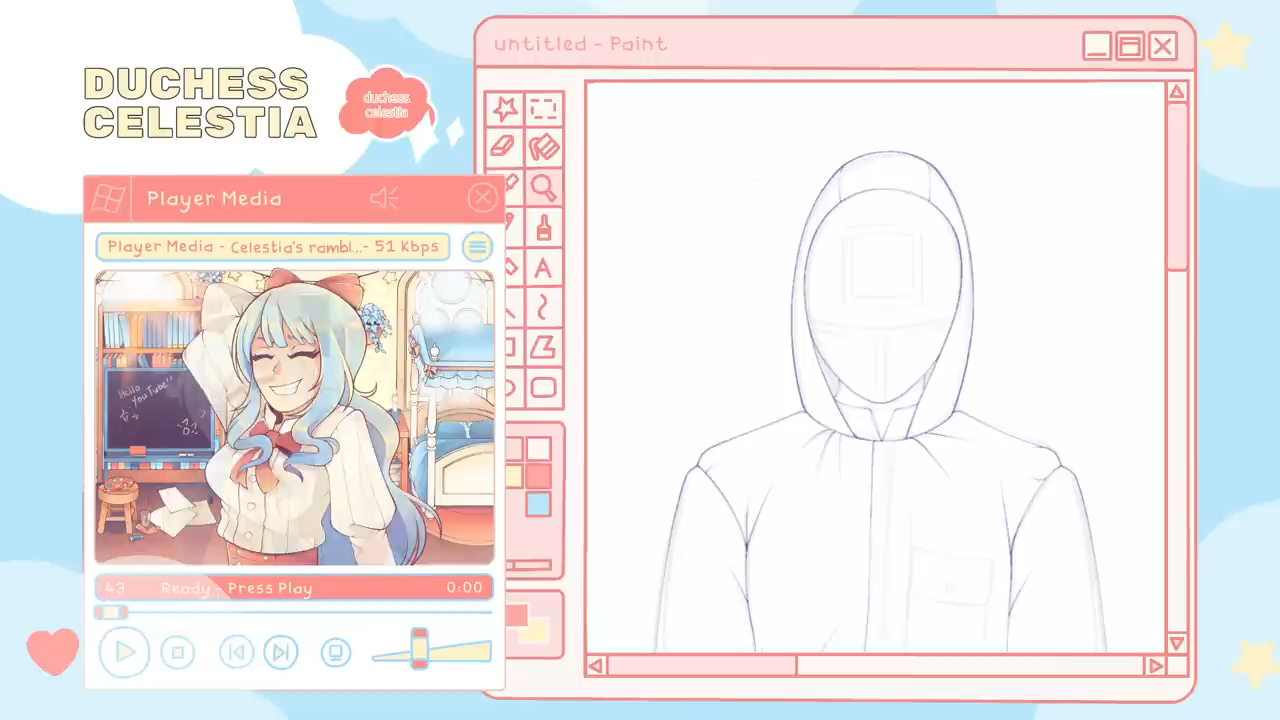 DUCHESS
CELESTIA
duchess
celestia
untitled - Paint
Player Media
Player Media - Celestia's rambl...- 51 Kbps
Hello
YouTube!!
A
43 Ready - Press Play 0:00